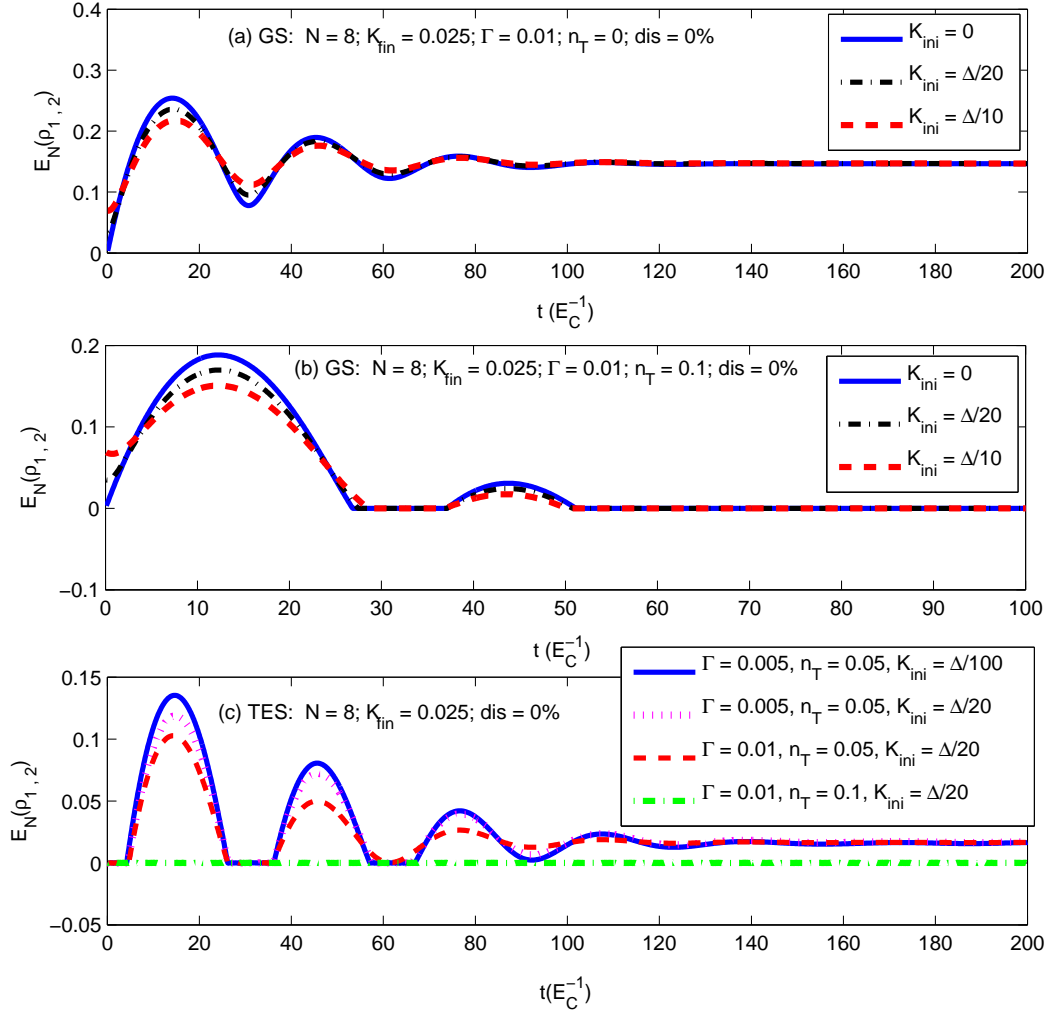 (a) GS: N = 8; K_fin = 0.025; Γ = 0.01; n_T = 0; dis = 0%
K_ini = 0
K_ini = Δ/20
K_ini = Δ/10
E_N(ρ_1,2)
0.4
0.3
0.2
0.1
0
0 20 40 60 80 100 120 140 160 180 200
t (E_C^-1)
(b) GS: N = 8; K_fin = 0.025; Γ = 0.01; n_T = 0.1; dis = 0%
K_ini = 0
K_ini = Δ/20
K_ini = Δ/10
E_N(ρ_1,2)
0.2
0.1
0
−0.1
0 10 20 30 40 50 60 70 80 90 100
t (E_C^-1)
(c) TES: N = 8; K_fin = 0.025; dis = 0%
Γ = 0.005, n_T = 0.05, K_ini = Δ/100
Γ = 0.005, n_T = 0.05, K_ini = Δ/20
Γ = 0.01, n_T = 0.05, K_ini = Δ/20
Γ = 0.01, n_T = 0.1, K_ini = Δ/20
E_N(ρ_1,2)
0.15
0.1
0.05
0
−0.05
0 20 40 60 80 100 120 140 160 180 200
t(E_C^-1)